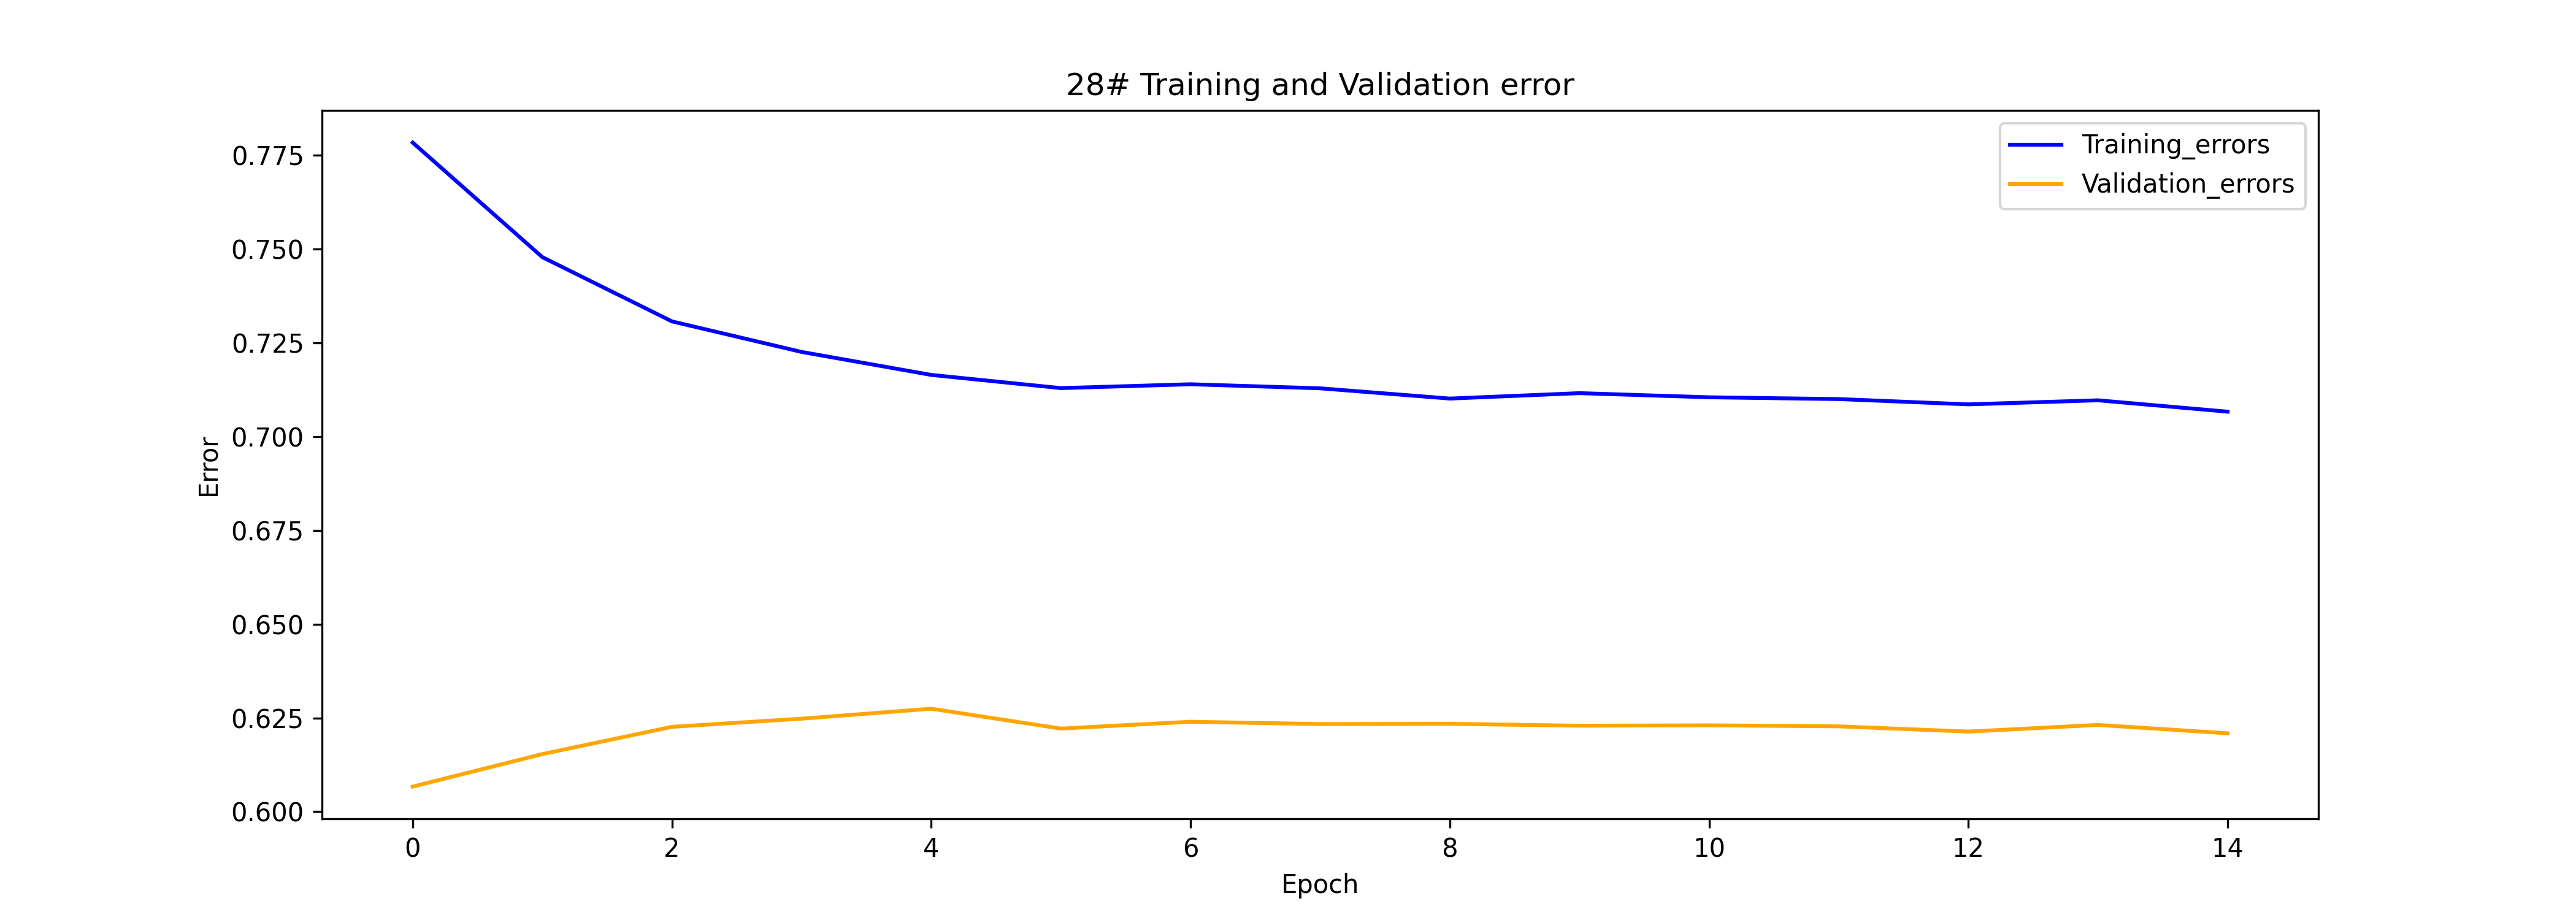 28# Training and Validation error
Training_errors
Validation_errors
0.775
0.750
0.725
0.700
0.675
0.650
0.625
0.600
Error
0 2 4 6 8 10 12 14
Epoch